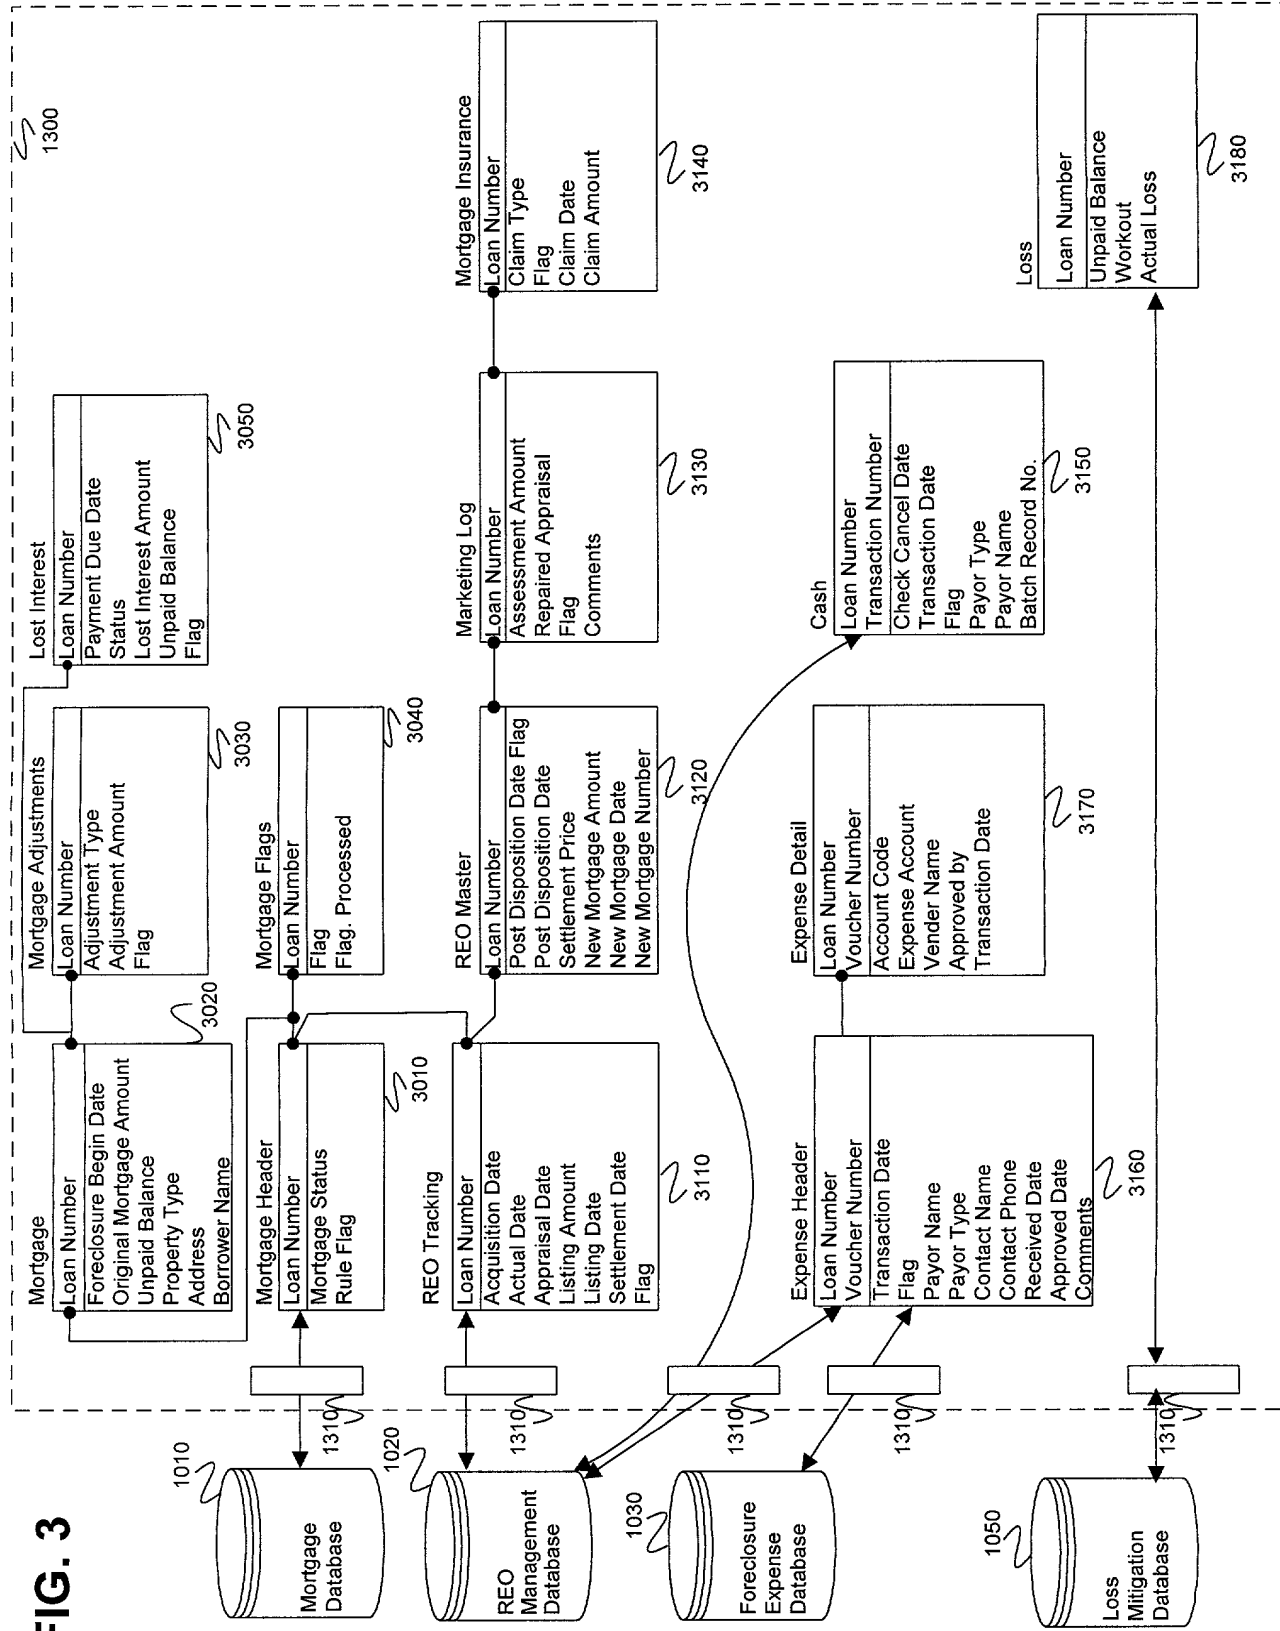 FIG. 3
1300
Mortgage
Loan Number
Foreclosure Begin Date
Original Mortgage Amount
Unpaid Balance
Property Type
Address
Borrower Name
3020
Mortgage Adjustments
Loan Number
Adjustment Type
Adjustment Amount
Flag
3030
Lost Interest
Loan Number
Payment Due Date
Status
Lost Interest Amount
Unpaid Balance
Flag
3050
1010
Mortgage
Database
1310
Mortgage Header
Loan Number
Mortgage Status
Rule Flag
3010
Mortgage Flags
Loan Number
Flag
Flag. Processed
3040
1020
REO
Management
Database
1310
REO Tracking
Loan Number
Acquisition Date
Actual Date
Appraisal Date
Listing Amount
Listing Date
Settlement Date
Flag
3110
REO Master
Loan Number
Post Disposition Date Flag
Post Disposition Date
Settlement Price
New Mortgage Amount
New Mortgage Date
New Mortgage Number
3120
Marketing Log
Loan Number
Assessment Amount
Repaired Appraisal
Flag
Comments
3130
Mortgage Insurance
Loan Number
Claim Type
Flag
Claim Date
Claim Amount
3140
1030
Foreclosure
Expense
Database
1310
1310
Expense Header
Loan Number
Voucher Number
Transaction Date
Flag
Payor Name
Payor Type
Contact Name
Contact Phone
Received Date
Approved Date
Comments
3160
Expense Detail
Loan Number
Voucher Number
Account Code
Expense Account
Vender Name
Approved by
Transaction Date
3170
Cash
Loan Number
Transaction Number
Check Cancel Date
Transaction Date
Flag
Payor Type
Payor Name
Batch Record No.
3150
1050
Loss
Mitigation
Database
1310
Loss
Loan Number
Unpaid Balance
Workout
Actual Loss
3180